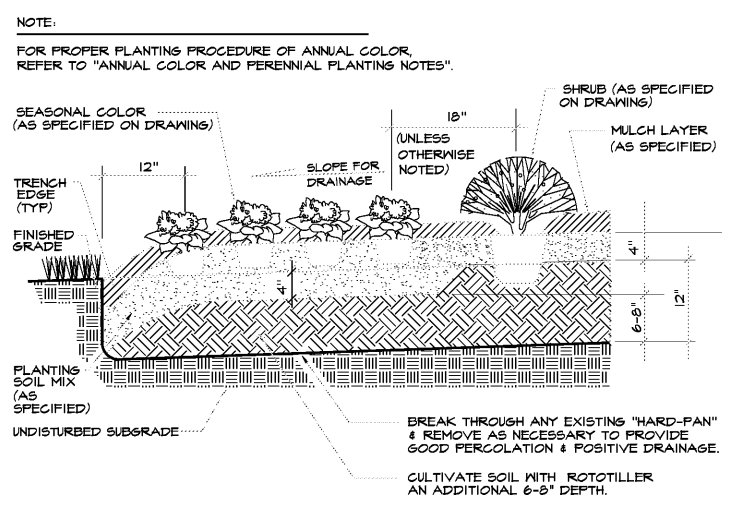 NOTE:
FOR PROPER PLANTING PROCEDURE OF ANNUAL COLOR,
REFER TO "ANNUAL COLOR AND PERENNIAL PLANTING NOTES".
SHRUB (AS SPECIFIED
ON DRAWING)
SEASONAL COLOR
(AS SPECIFIED ON DRAWING)
18"
(UNLESS
OTHERWISE
NOTED)
MULCH LAYER
(AS SPECIFIED)
12"
SLOPE FOR
DRAINAGE
TRENCH
EDGE
(TYP)
FINISHED
GRADE
4"
4"
12"
6-8"
PLANTING
SOIL MIX
(AS
SPECIFIED)
UNDISTURBED SUBGRADE
BREAK THROUGH ANY EXISTING "HARD-PAN"
& REMOVE AS NECESSARY TO PROVIDE
GOOD PERCOLATION & POSITIVE DRAINAGE.
CULTIVATE SOIL WITH ROTOTILLER
AN ADDITIONAL 6-8" DEPTH.